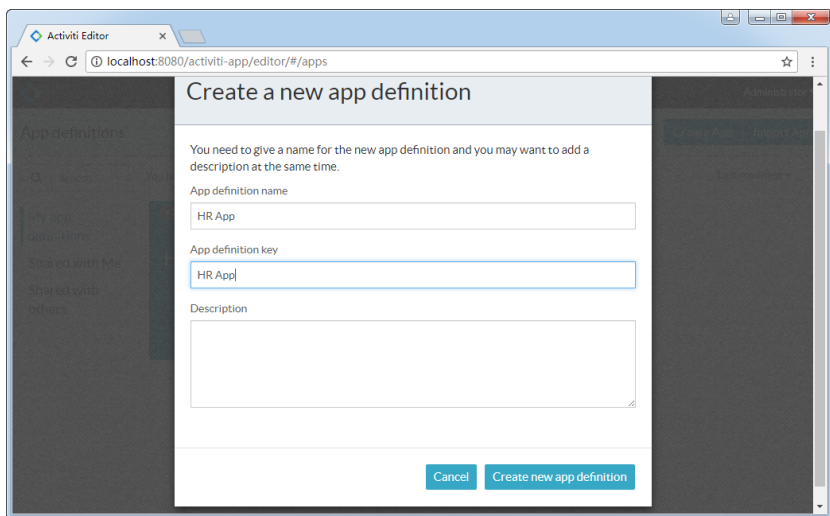 Activiti Editor
localhost:8080/activiti-app/editor/#/apps
Create a new app definition
Administrator
App definitions
You need to give a name for the new app definition and you may want to add a
description at the same time.
App definition name
HR App
My app
definitions
App definition key
HR App
Shared with Me
Shared with
others
Description
Cancel
Create new app definition